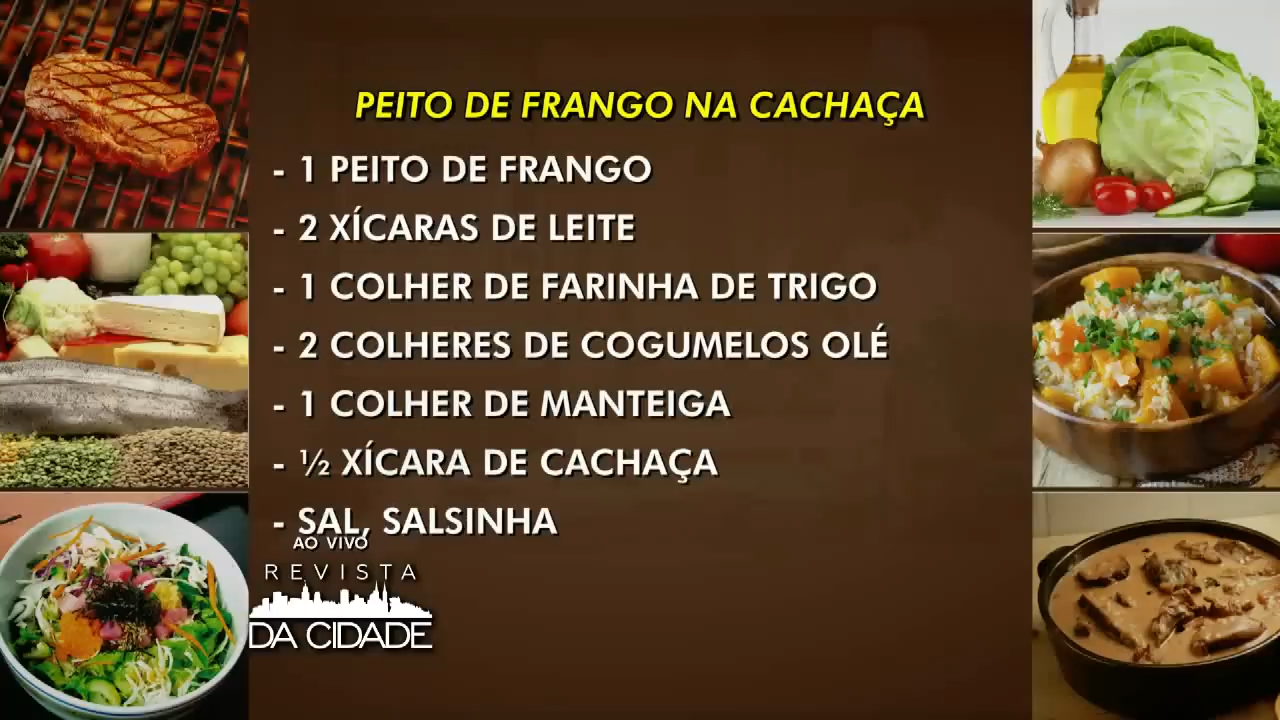 PEITO DE FRANGO NA CACHAÇA
- 1 PEITO DE FRANGO
- 2 XÍCARAS DE LEITE
- 1 COLHER DE FARINHA DE TRIGO
- 2 COLHERES DE COGUMELOS OLÉ
- 1 COLHER DE MANTEIGA
- ½ XÍCARA DE CACHAÇA
- SAL, SALSINHA
AO VIVO
REVISTA
DA CIDADE